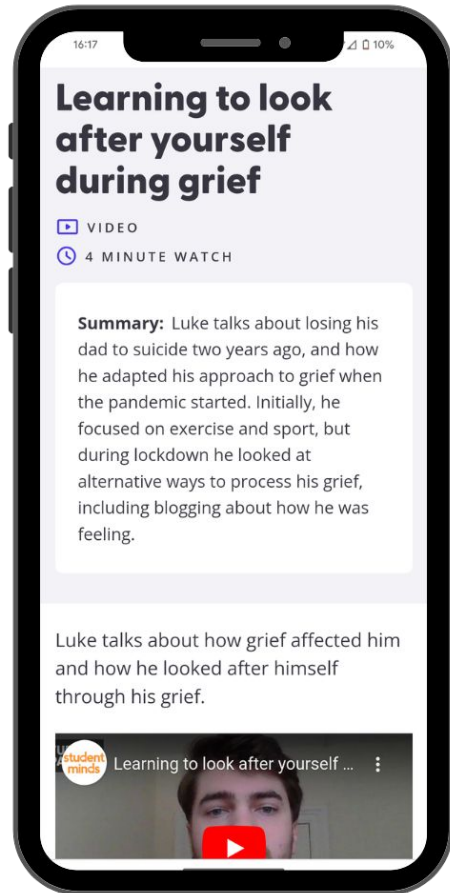 16:17
10%
Learning to look
after yourself
during grief
VIDEO
4 MINUTE WATCH
Summary: Luke talks about losing his
dad to suicide two years ago, and how
he adapted his approach to grief when
the pandemic started. Initially, he
focused on exercise and sport, but
during lockdown he looked at
alternative ways to process his grief,
including blogging about how he was
feeling.
Luke talks about how grief affected him
and how he looked after himself
through his grief.
student
minds
Learning to look after yourself ...